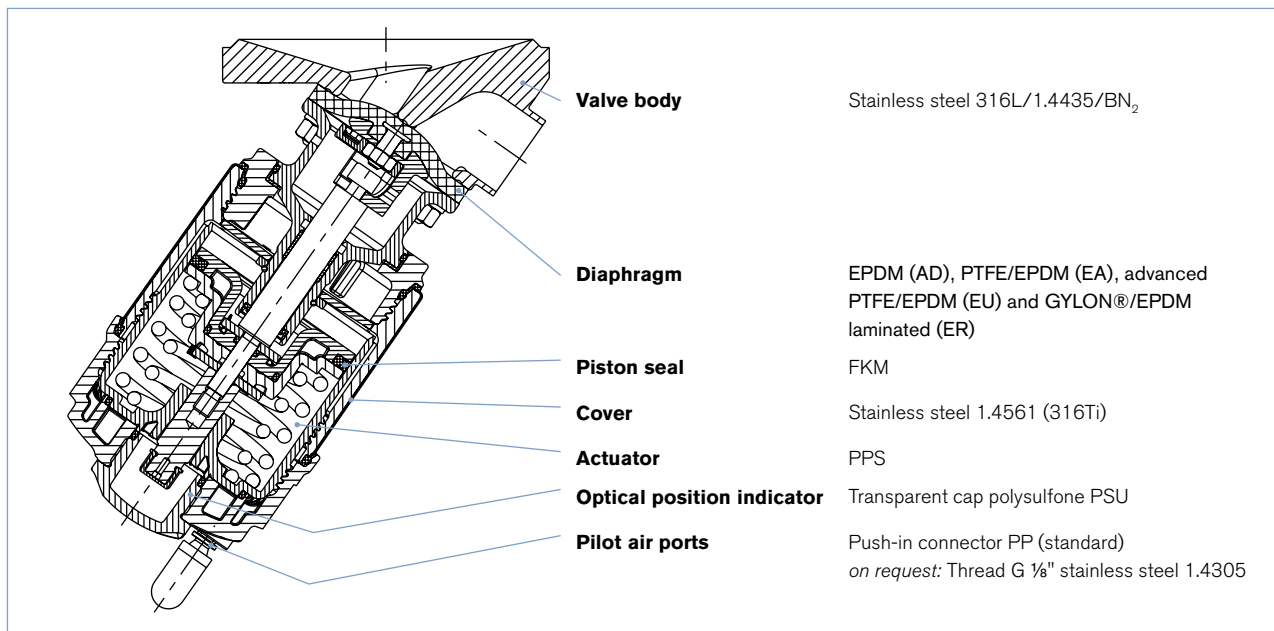 Valve body Stainless steel 316L/1.4435/BN₂
Diaphragm EPDM (AD), PTFE/EPDM (EA), advanced
PTFE/EPDM (EU) and GYLON®/EPDM
laminated (ER)
Piston seal FKM
Cover Stainless steel 1.4561 (316Ti)
Actuator PPS
Optical position indicator Transparent cap polysulfone PSU
Pilot air ports Push-in connector PP (standard)
on request: Thread G ⅛" stainless steel 1.4305